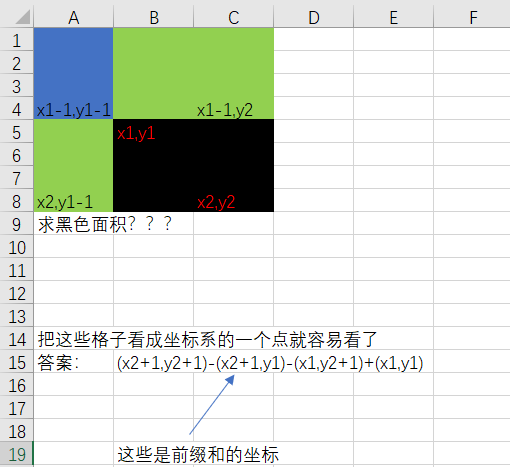 A B C D E F
1
2
3
4 x1-1,y1-1 x1-1,y2
5 x1,y1
6
7
8 x2,y1-1 x2,y2
9 求黑色面积？？？
10
11
12
13
14 把这些格子看成坐标系的一个点就容易看了
15 答案： (x2+1,y2+1)-(x2+1,y1)-(x1,y2+1)+(x1,y1)
16
17
18
19 这些是前缀和的坐标